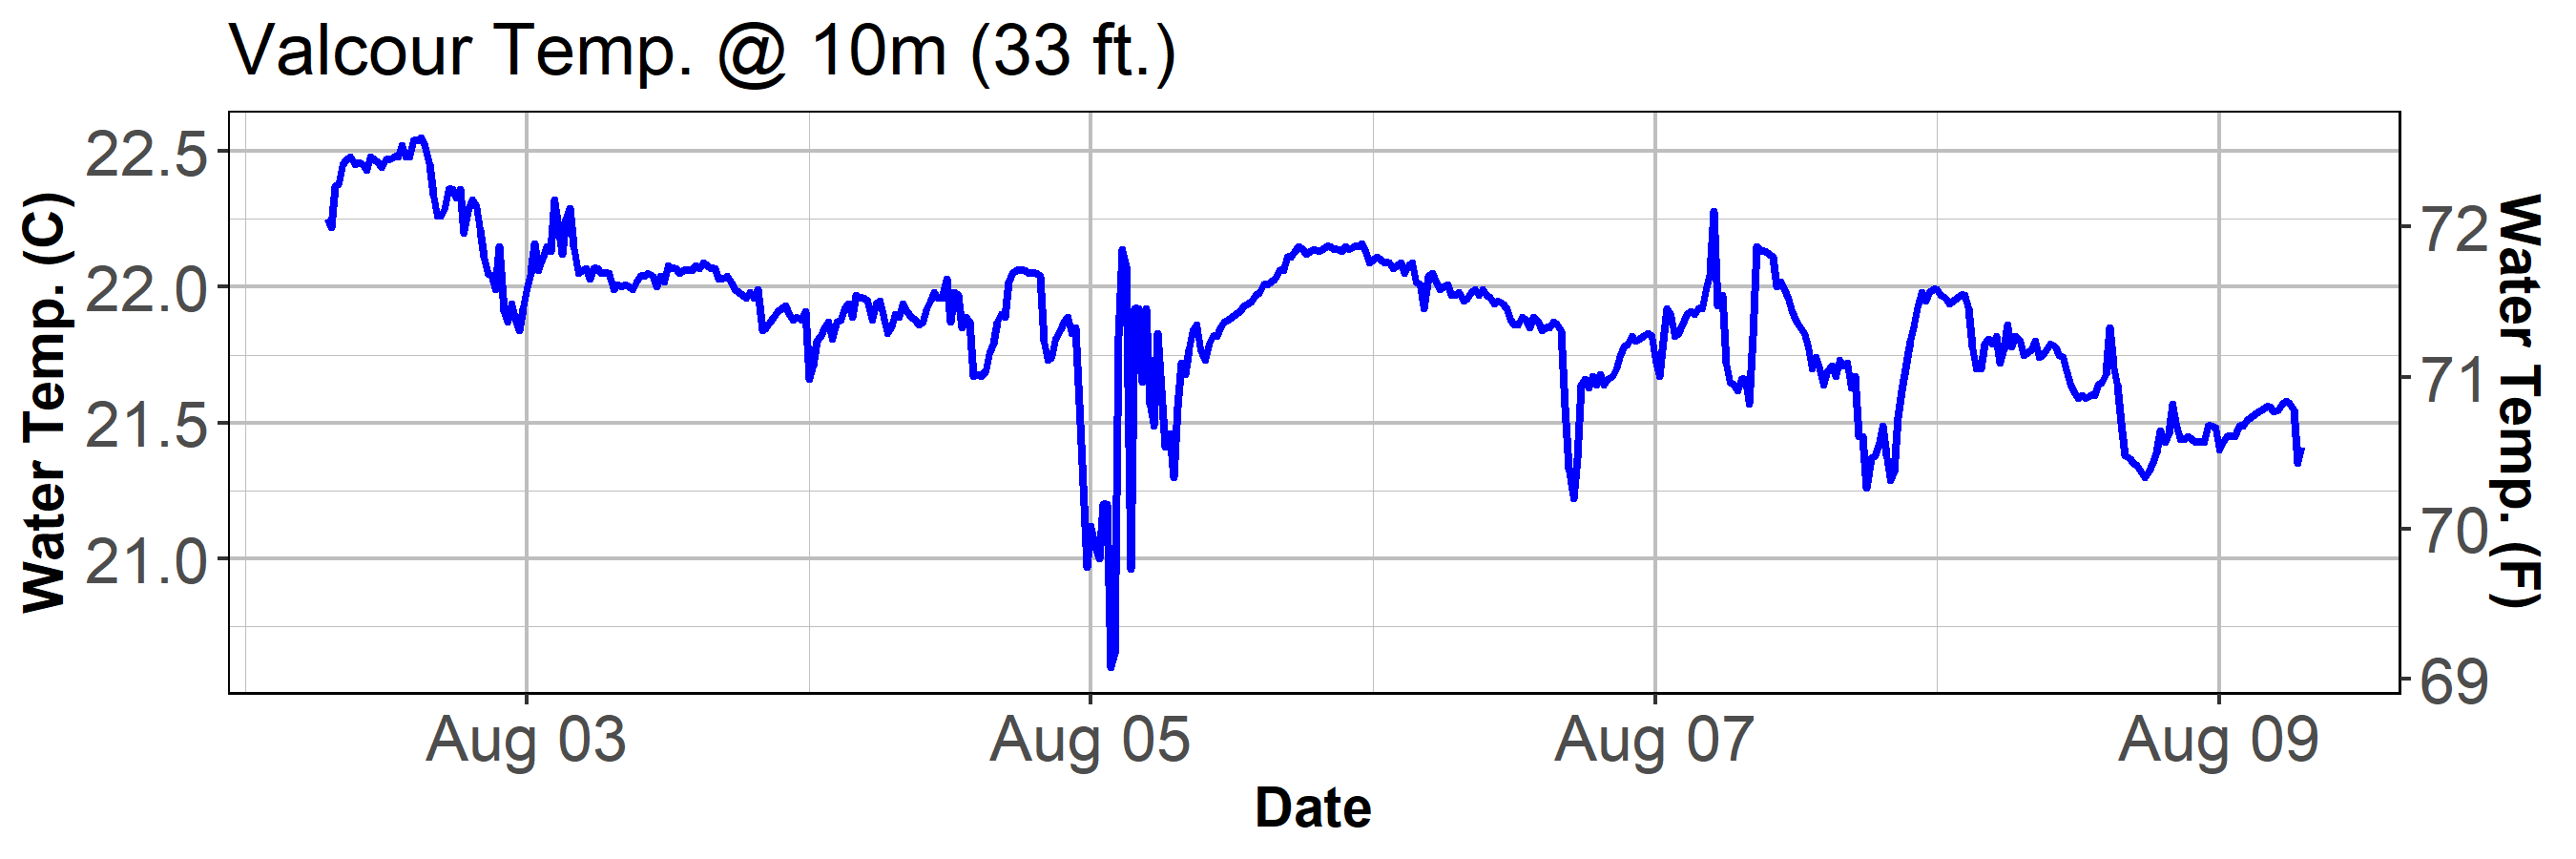 Valcour Temp. @ 10m (33 ft.)
Water Temp. (C)
22.5
22.0
21.5
21.0
72
71
70
69
Water Temp. (F)
Aug 03
Aug 05
Aug 07
Aug 09
Date